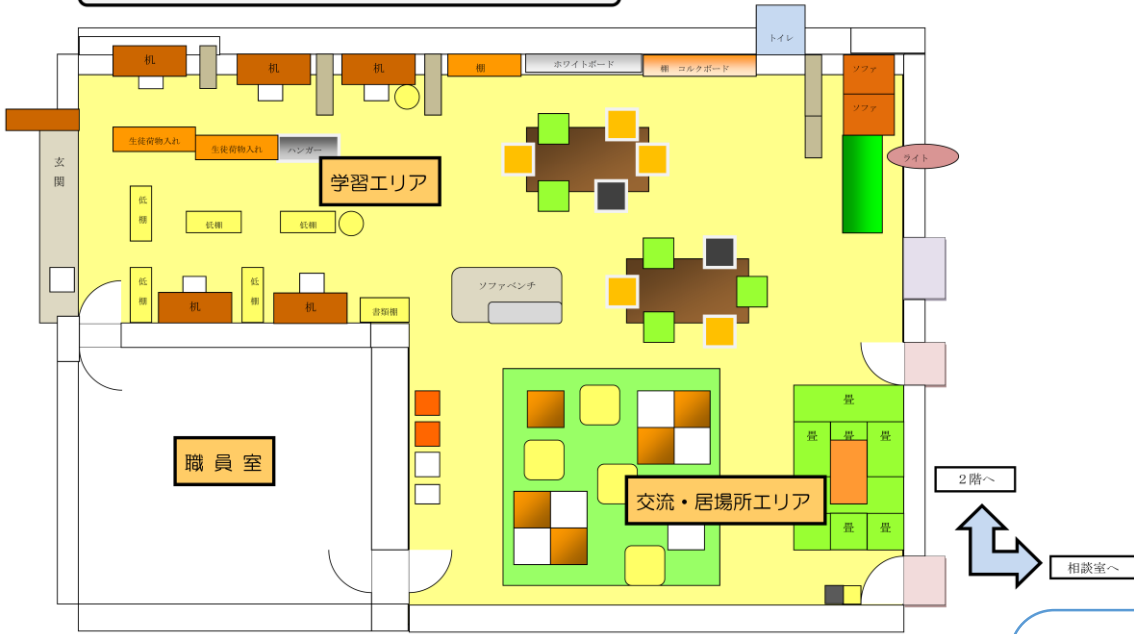 トイレ
机
机
机
棚
ホワイトボード
棚 コルクボード
ソファ
ソファ
ライト
玄関
生徒荷物入れ
生徒荷物入れ
ハンガー
学習エリア
低棚
低棚
低棚
低棚
机
低棚
机
書類棚
ソファベンチ
職員室
交流・居場所エリア
畳
畳
畳
畳
畳
畳
2階へ
相談室へ